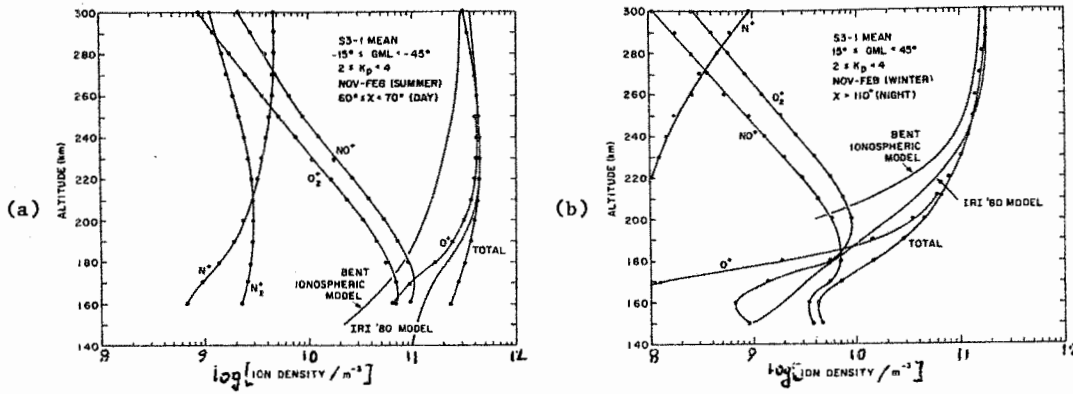 (a)
ALTITUDE (km)
300
280
260
240
220
200
180
160
140
8
9
10
11
12
log[ION DENSITY / m⁻³]
S3-1 MEAN
-15° ≤ GML < -45°
2 ≤ Kp < 4
NOV-FEB (SUMMER)
60° ≤ χ < 70° (DAY)
NO⁺
O₂⁺
O⁺
TOTAL
N⁺
N₂⁺
BENT
IONOSPHERIC
MODEL
IRI '80 MODEL
(b)
ALTITUDE (km)
300
280
260
240
220
200
180
160
140
8
9
10
11
12
log[ION DENSITY / m⁻³]
N⁺
S3-1 MEAN
15° ≤ GML < 45°
2 ≤ Kp < 4
NOV-FEB (WINTER)
χ > 110° (NIGHT)
O₂⁺
NO⁺
BENT
IONOSPHERIC
MODEL
IRI '80 MODEL
TOTAL
O⁺